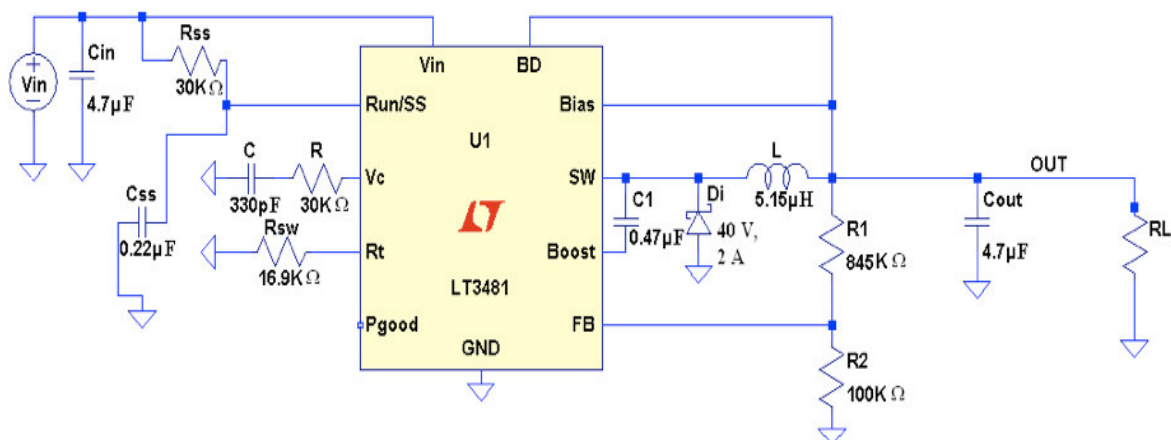 Rss
30KΩ
Cin
4.7µF
Vin
+
−
Css
0.22µF
C
330pF
R
30KΩ
Rsw
16.9KΩ
Vin
BD
Run/SS
Bias
U1
Vc
SW
Rt
Boost
LT3481
Pgood
FB
GND
C1
0.47µF
Di
40 V,
2 A
L
5.15µH
R1
845KΩ
R2
100KΩ
OUT
Cout
4.7µF
RL